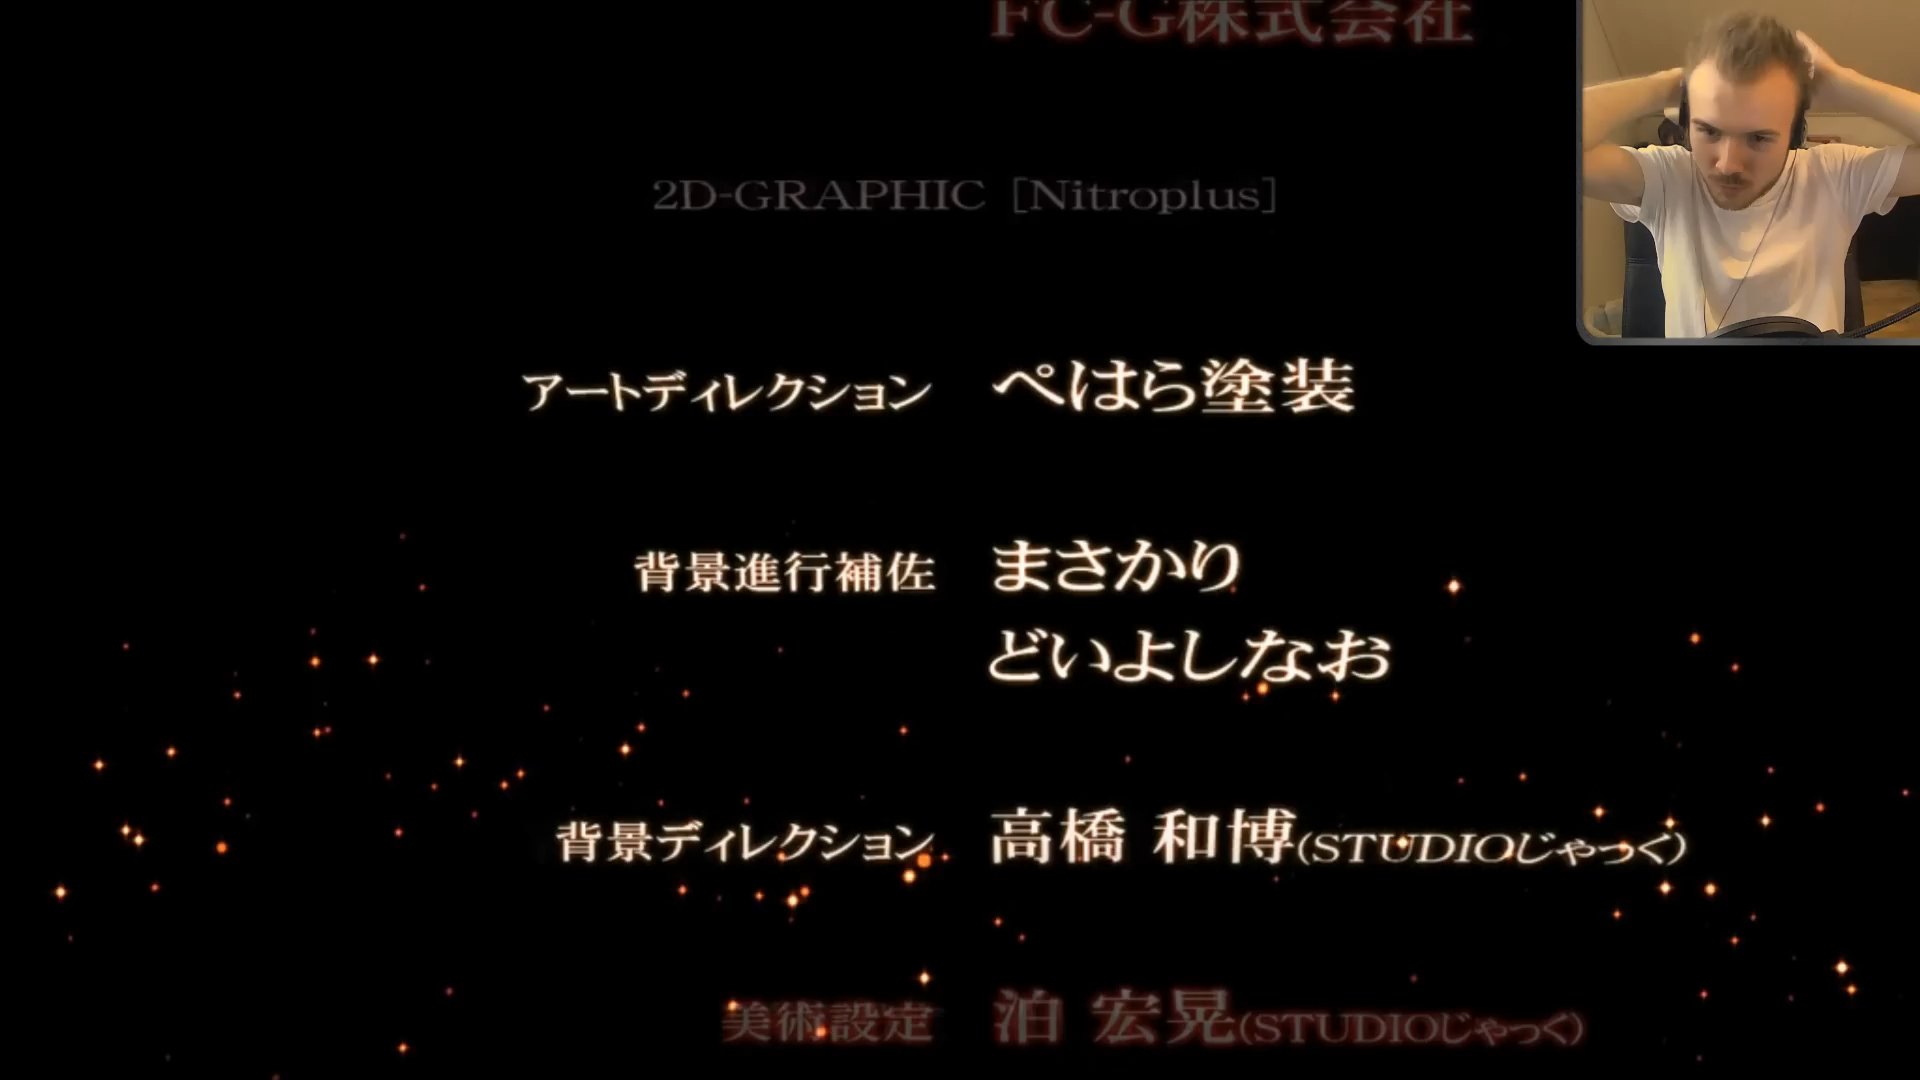 FC-G株式会社
2D-GRAPHIC [Nitroplus]
アートディレクション ぺはら塗装
背景進行補佐 まさかり
どいよしなお
背景ディレクション 高橋 和博(STUDIOじゃっく)
美術設定 泊 宏晃(STUDIOじゃっく)